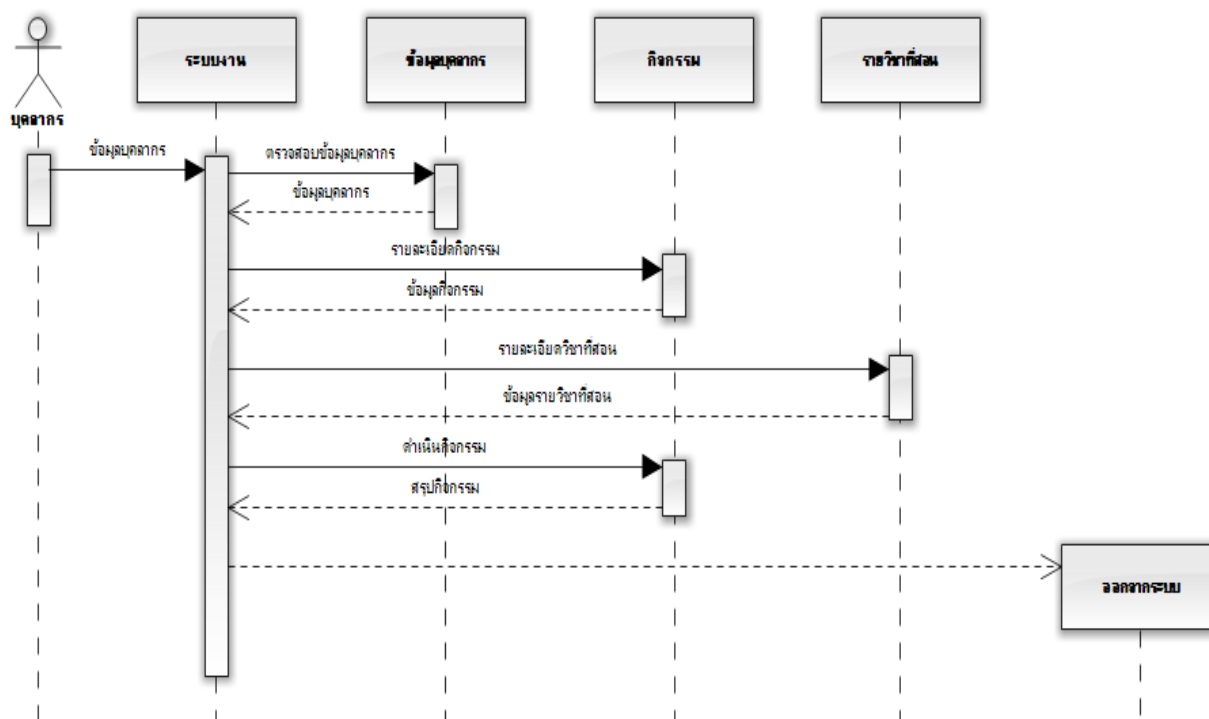 ระบบงาน
ข้อมูลบุคลากร
กิจกรรม
รายวิชาที่สอน
บุคลากร
ข้อมูลบุคลากร
ตรวจสอบข้อมูลบุคลากร
ข้อมูลบุคลากร
รายละเอียดกิจกรรม
ข้อมูลกิจกรรม
รายละเอียดวิชาที่สอน
ข้อมูลรายวิชาที่สอน
ดำเนินกิจกรรม
สรุปกิจกรรม
ออกจากระบบ